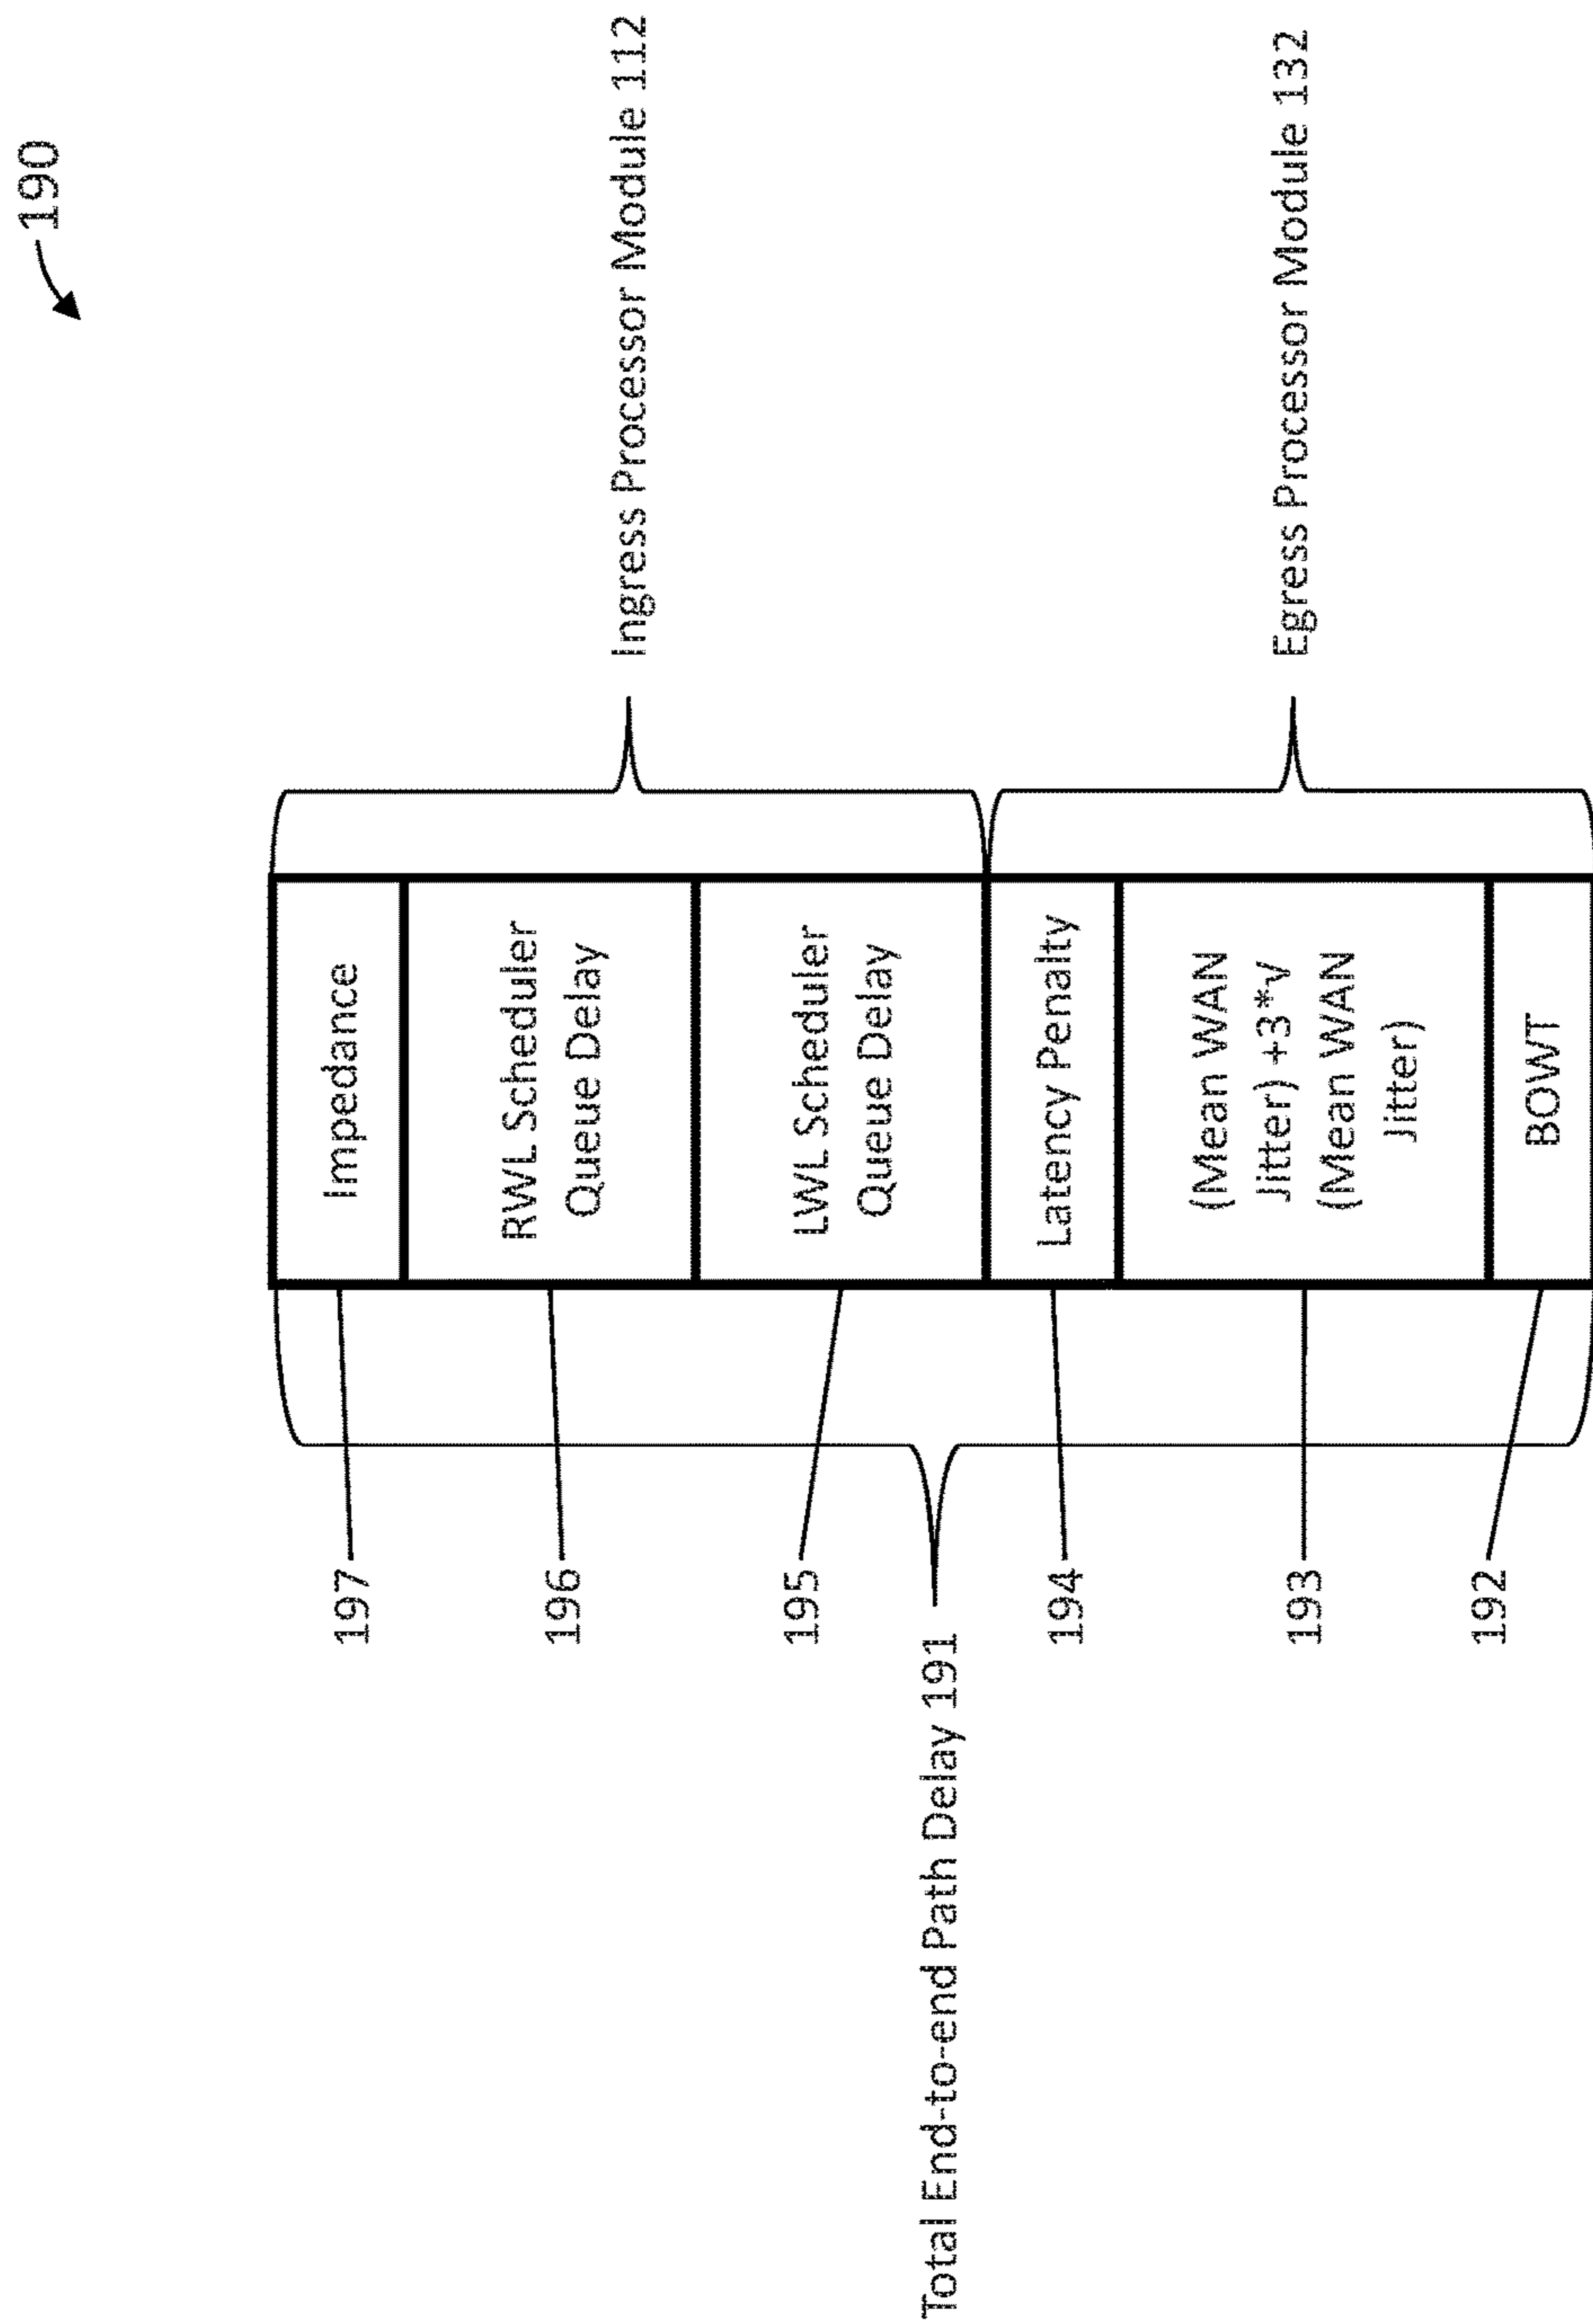 190
197
Impedance
196
RWL Scheduler
Queue Delay
Ingress Processor Module 112
195
LWL Scheduler
Queue Delay
Total End-to-end Path Delay 191
194
Latency Penalty
193
(Mean WAN
Jitter) +3*√
(Mean WAN
Jitter)
Egress Processor Module 132
192
BOWT